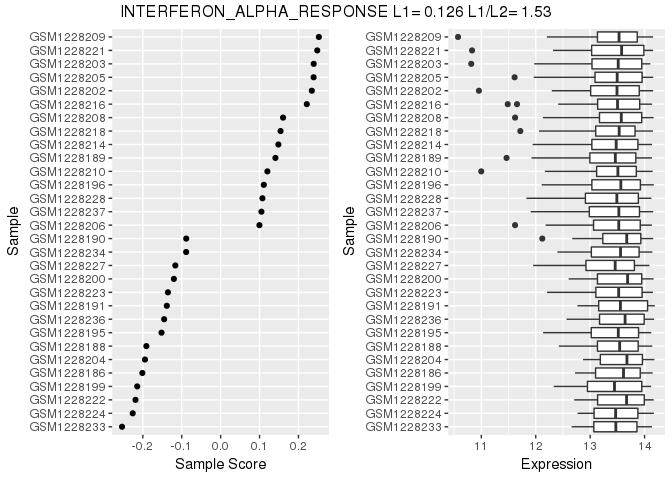 INTERFERON_ALPHA_RESPONSE L1= 0.126 L1/L2= 1.53
Sample
GSM1228209
GSM1228221
GSM1228203
GSM1228205
GSM1228202
GSM1228216
GSM1228208
GSM1228218
GSM1228214
GSM1228189
GSM1228210
GSM1228196
GSM1228228
GSM1228237
GSM1228206
GSM1228190
GSM1228234
GSM1228227
GSM1228200
GSM1228223
GSM1228191
GSM1228236
GSM1228195
GSM1228188
GSM1228204
GSM1228186
GSM1228199
GSM1228222
GSM1228224
GSM1228233
-0.2 -0.1 0.0 0.1 0.2
Sample Score
Sample
GSM1228209
GSM1228221
GSM1228203
GSM1228205
GSM1228202
GSM1228216
GSM1228208
GSM1228218
GSM1228214
GSM1228189
GSM1228210
GSM1228196
GSM1228228
GSM1228237
GSM1228206
GSM1228190
GSM1228234
GSM1228227
GSM1228200
GSM1228223
GSM1228191
GSM1228236
GSM1228195
GSM1228188
GSM1228204
GSM1228186
GSM1228199
GSM1228222
GSM1228224
GSM1228233
11 12 13 14
Expression